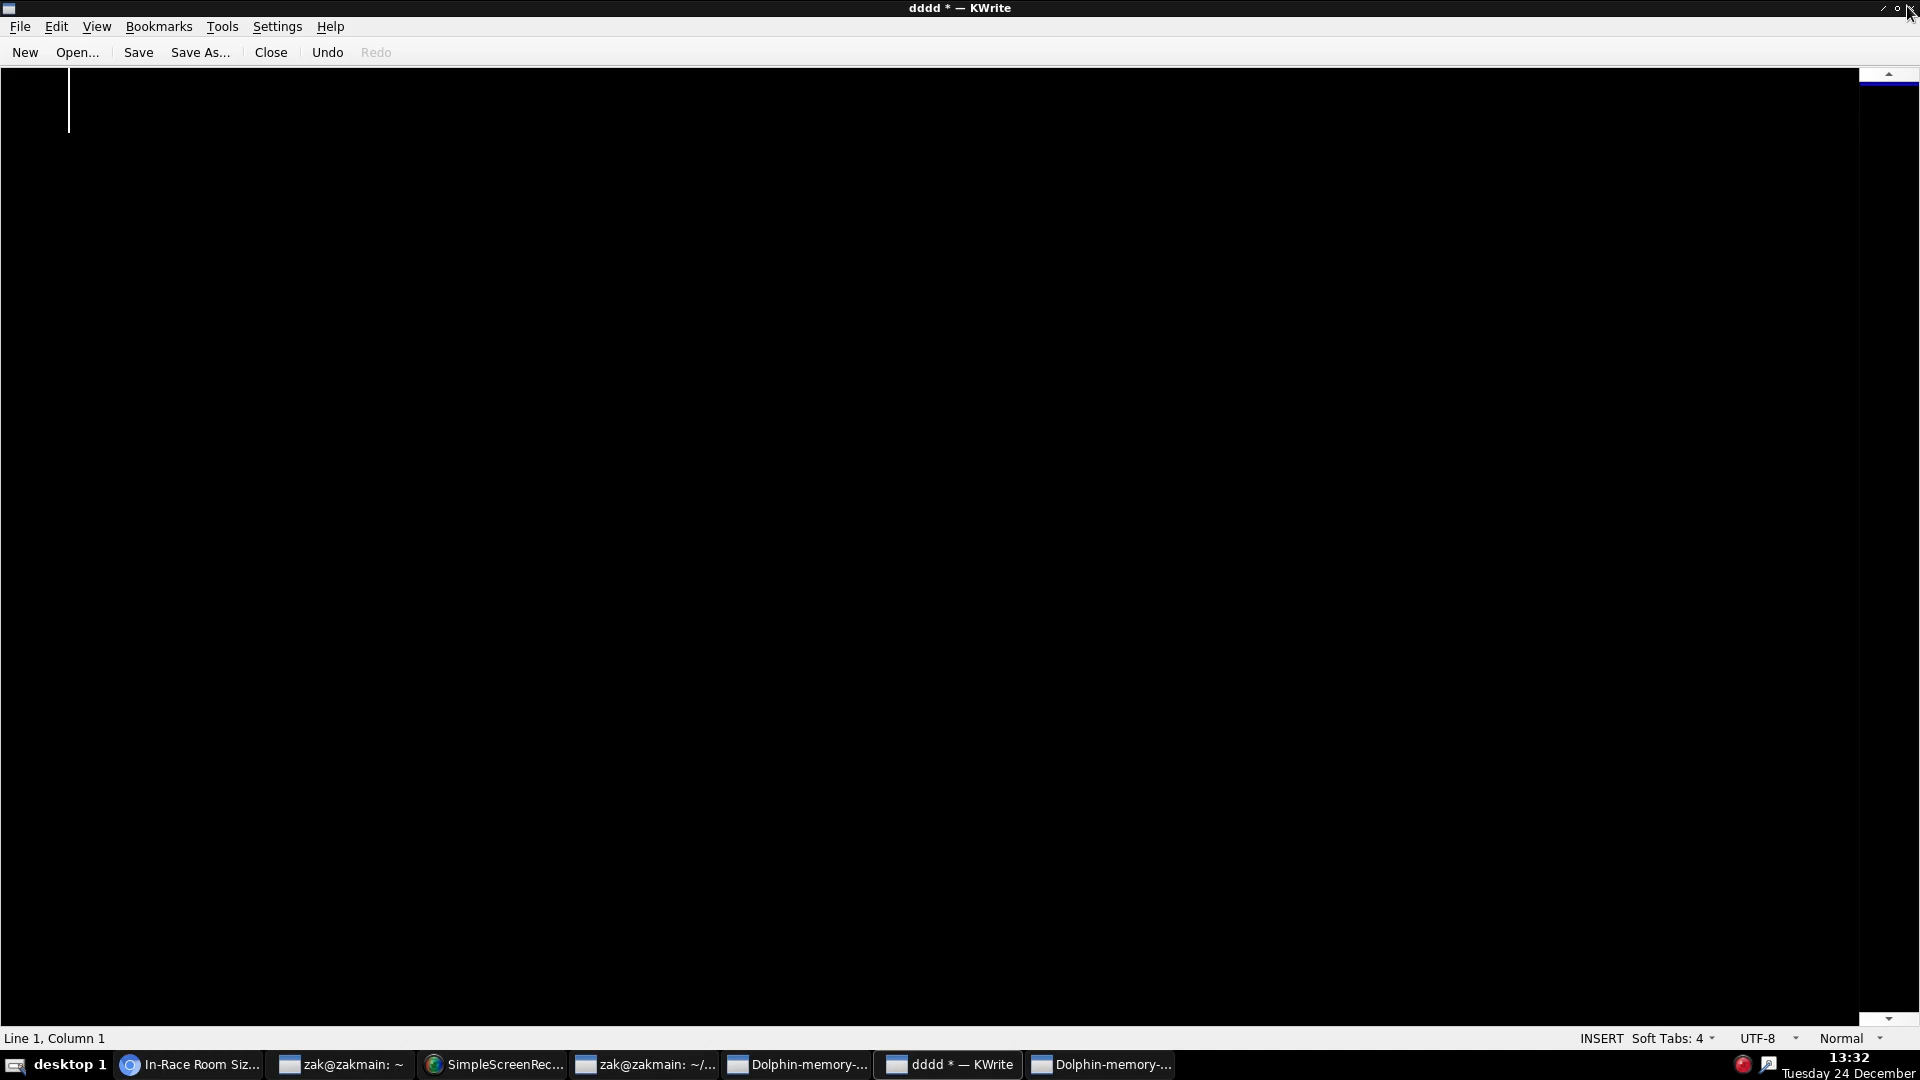 dddd * — KWrite
File Edit View Bookmarks Tools Settings Help
New Open... Save Save As... Close Undo Redo
Line 1, Column 1 INSERT Soft Tabs: 4 UTF-8 Normal
desktop 1 In-Race Room Siz... zak@zakmain: ~ SimpleScreenRec... zak@zakmain: ~/... Dolphin-memory-... dddd * — KWrite Dolphin-memory-... 13:32
Tuesday 24 December